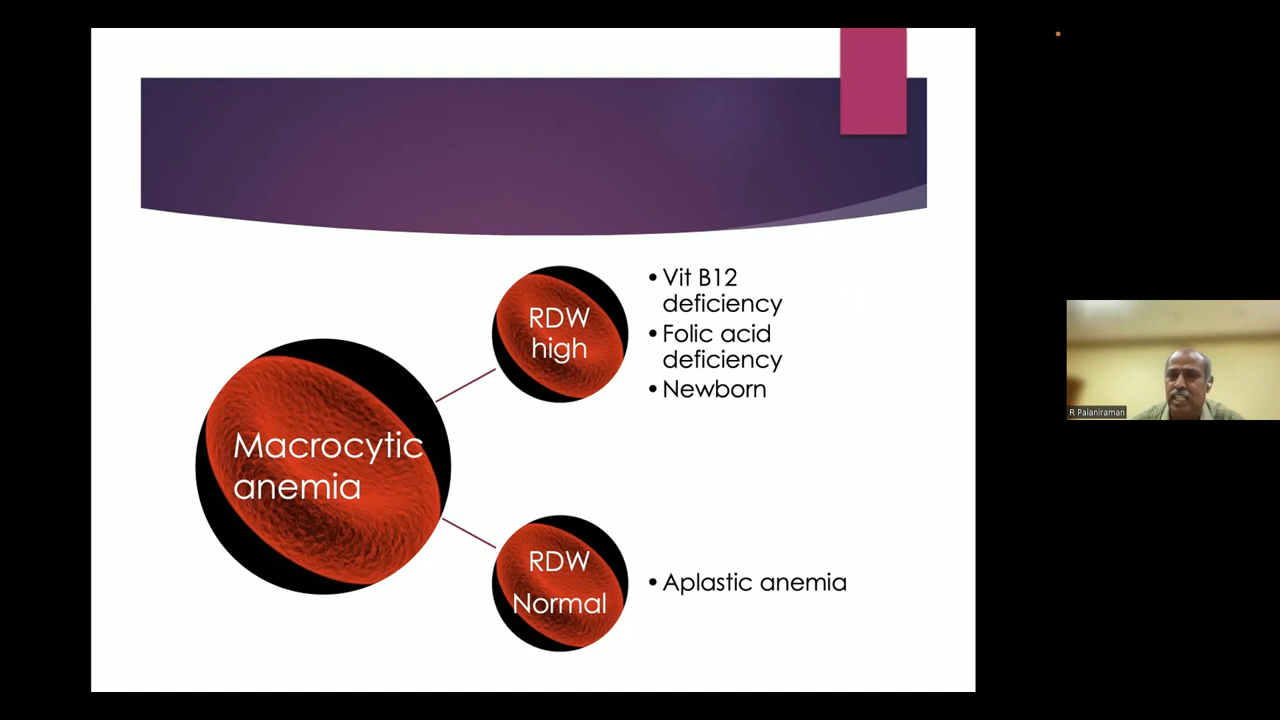 Macrocytic
anemia
RDW
high
• Vit B12
deficiency
• Folic acid
deficiency
• Newborn
RDW
Normal
• Aplastic anemia
R Palaniraman